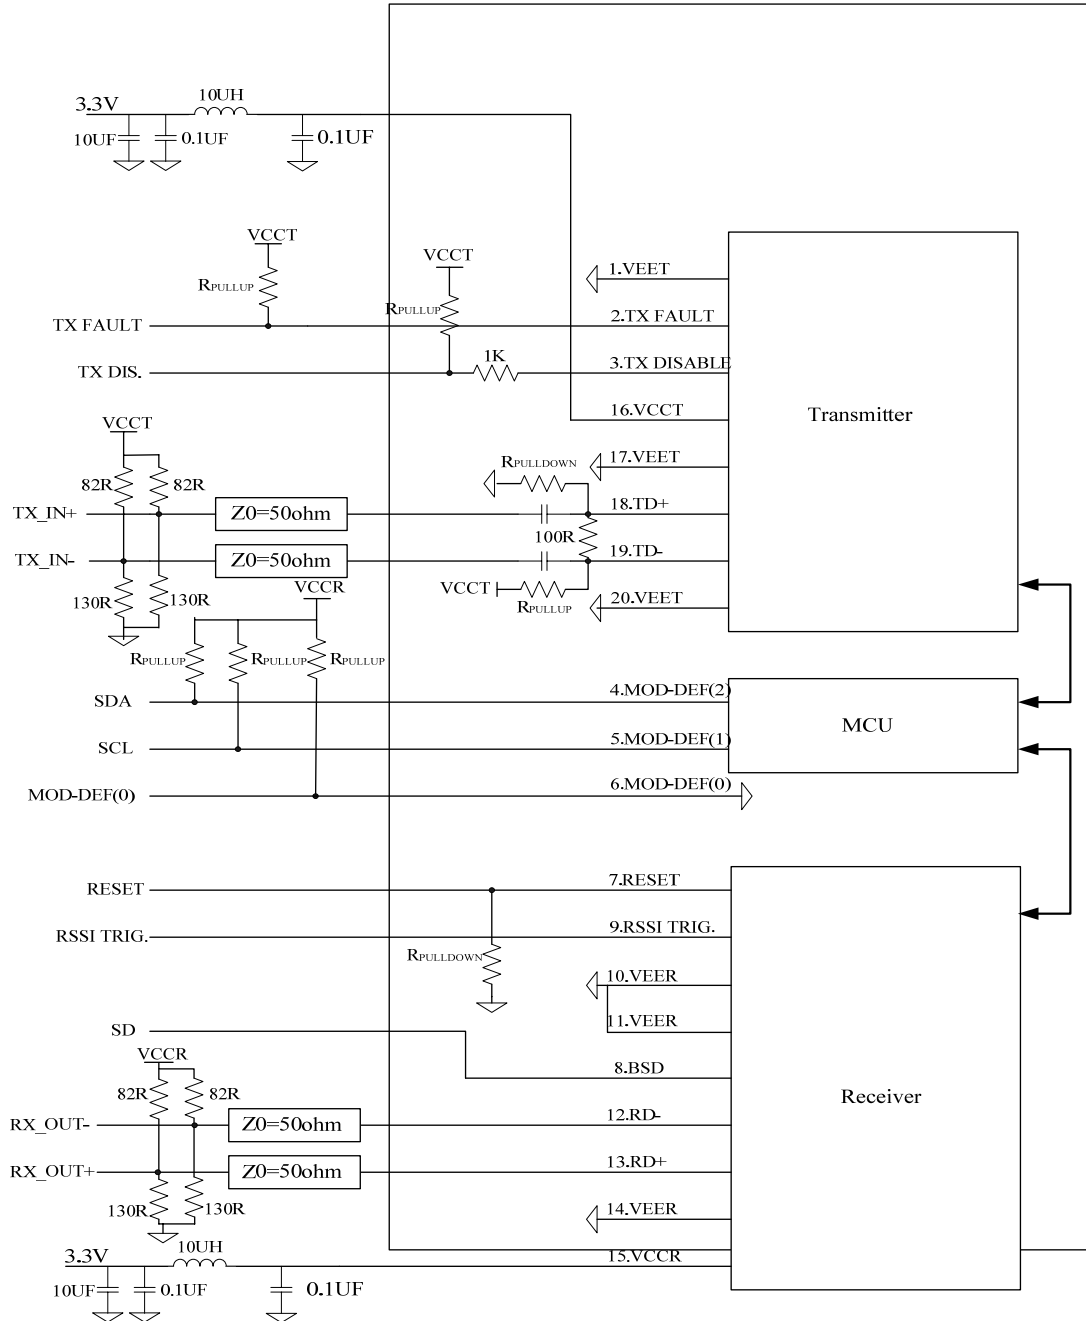 3.3V
10UH
10UF
0.1UF
0.1UF
VCCT
VCCT
RPULLUP
RPULLUP
1.VEET
TX FAULT
2.TX FAULT
TX DIS.
1K
3.TX DISABLE
16.VCCT
Transmitter
VCCT
82R
82R
RPULLDOWN
17.VEET
TX_IN+
Z0=50ohm
18.TD+
100R
TX_IN-
Z0=50ohm
19.TD-
130R
130R
VCCR
VCCT
RPULLUP
20.VEET
RPULLUP
RPULLUP
RPULLUP
SDA
4.MOD-DEF(2)
MCU
SCL
5.MOD-DEF(1)
MOD-DEF(0)
6.MOD-DEF(0)
RESET
7.RESET
RSSI TRIG.
9.RSSI TRIG.
RPULLDOWN
10.VEER
11.VEER
SD
8.BSD
VCCR
82R
82R
Receiver
RX_OUT-
Z0=50ohm
12.RD-
RX_OUT+
Z0=50ohm
13.RD+
130R
130R
14.VEER
3.3V
10UH
15.VCCR
10UF
0.1UF
0.1UF